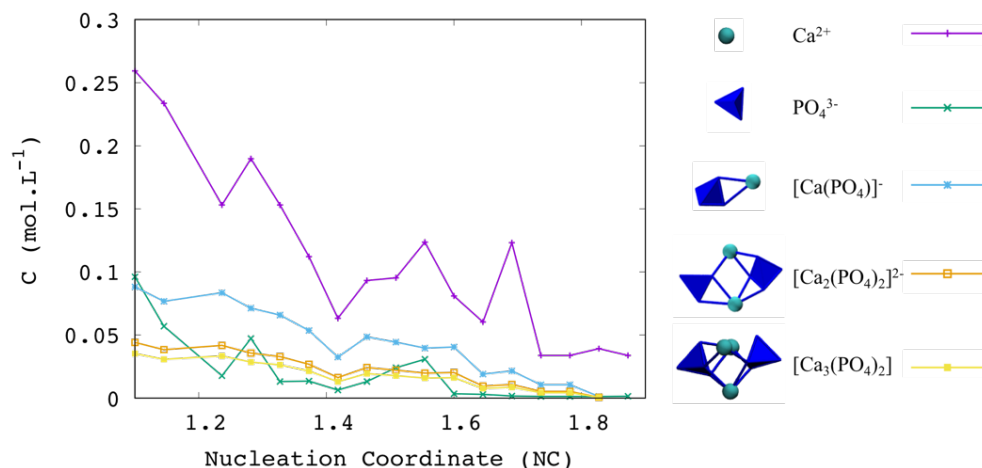 0.3
0.25
0.2
0.15
0.1
0.05
0
C (mol.L⁻¹)
1.2 1.4 1.6 1.8
Nucleation Coordinate (NC)
Ca²⁺
PO₄³⁻
[Ca(PO₄)]⁻
[Ca₂(PO₄)₂]²⁻
[Ca₃(PO₄)₂]